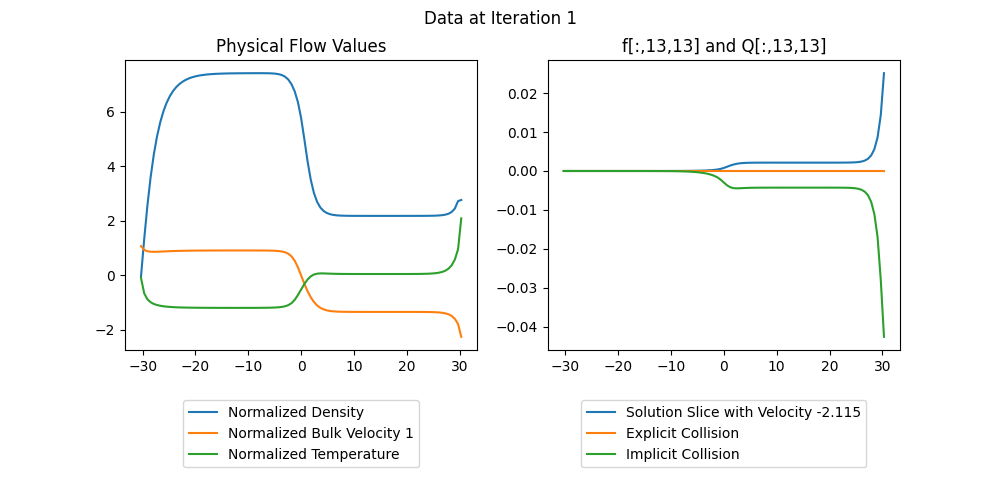 Data at Iteration 1
Physical Flow Values
6
4
2
0
−2
−30
−20
−10
0
10
20
30
Normalized Density
Normalized Bulk Velocity 1
Normalized Temperature
f[:,13,13] and Q[:,13,13]
0.02
0.01
0.00
−0.01
−0.02
−0.03
−0.04
−30
−20
−10
0
10
20
30
Solution Slice with Velocity -2.115
Explicit Collision
Implicit Collision